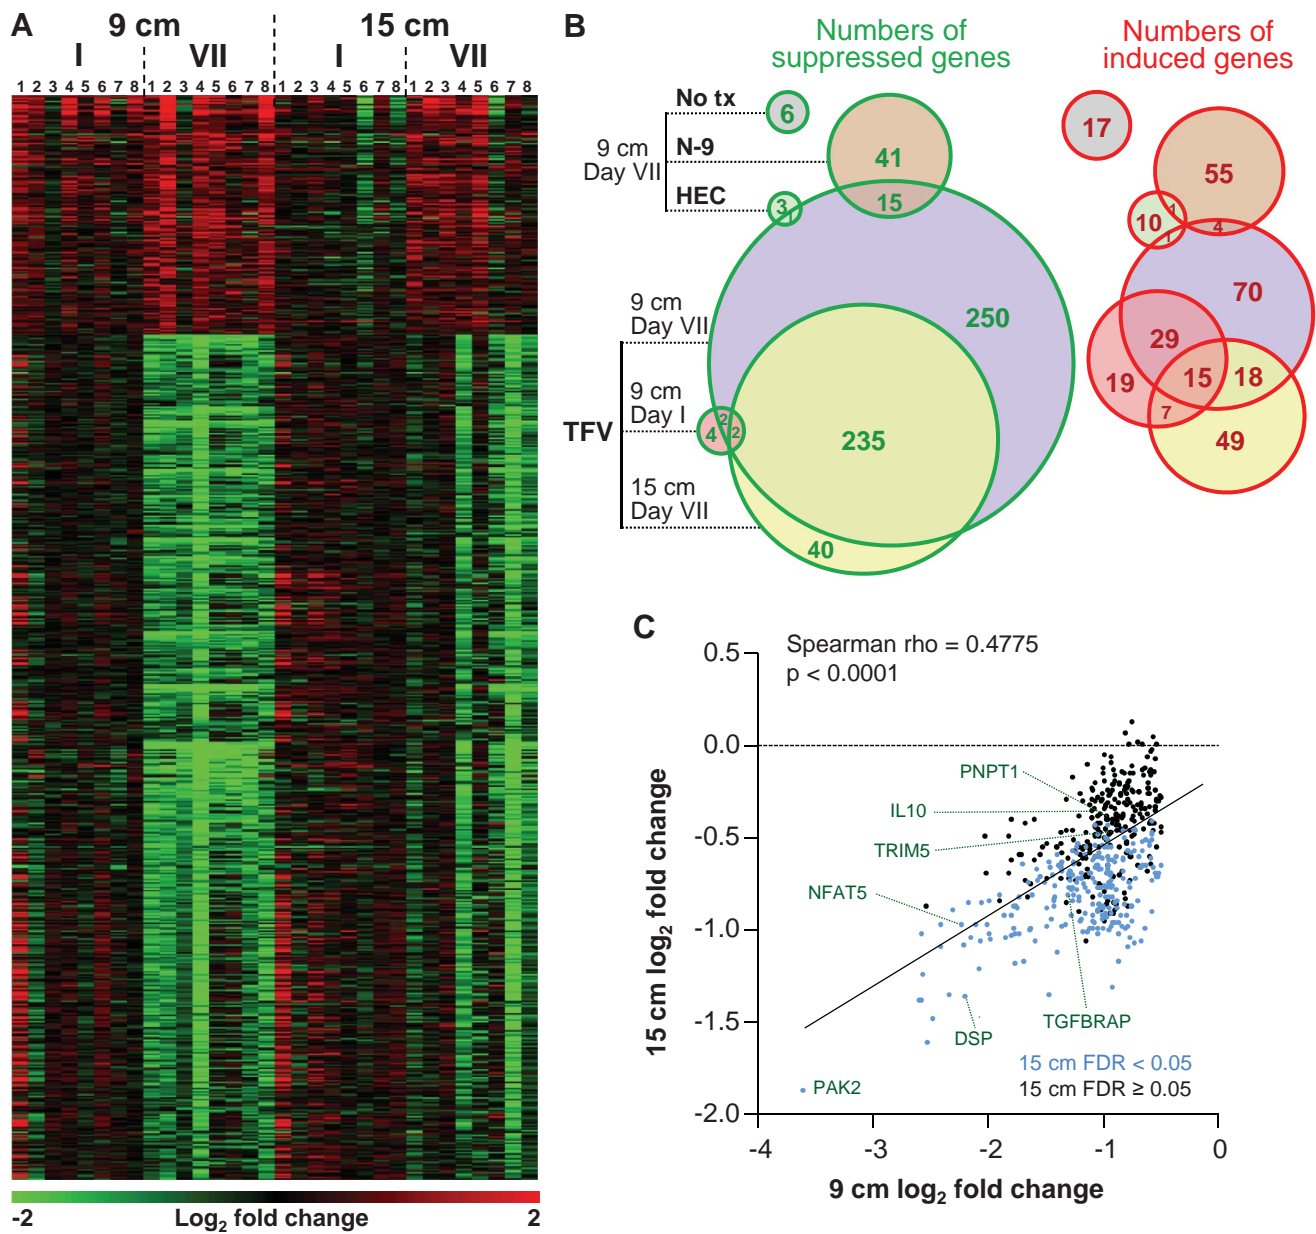 A
9 cm
15 cm
I
VII
I
VII
1 2 3 4 5 6 7 8 1 2 3 4 5 6 7 8 1 2 3 4 5 6 7 8 1 2 3 4 5 6 7 8
-2
Log2 fold change
2
B
Numbers of
suppressed genes
Numbers of
induced genes
No tx
N-9
HEC
9 cm
Day VII
9 cm
Day VII
9 cm
Day I
15 cm
Day VII
TFV
6
41
15
3
1
250
235
4
2
2
40
17
55
1
10
1
4
70
29
19
15
18
7
49
C
Spearman rho = 0.4775
p < 0.0001
0.5
0.0
-0.5
-1.0
-1.5
-2.0
15 cm log2 fold change
PNPT1
IL10
TRIM5
NFAT5
DSP
TGFBRAP
PAK2
15 cm FDR < 0.05
15 cm FDR ≥ 0.05
-4
-3
-2
-1
0
9 cm log2 fold change